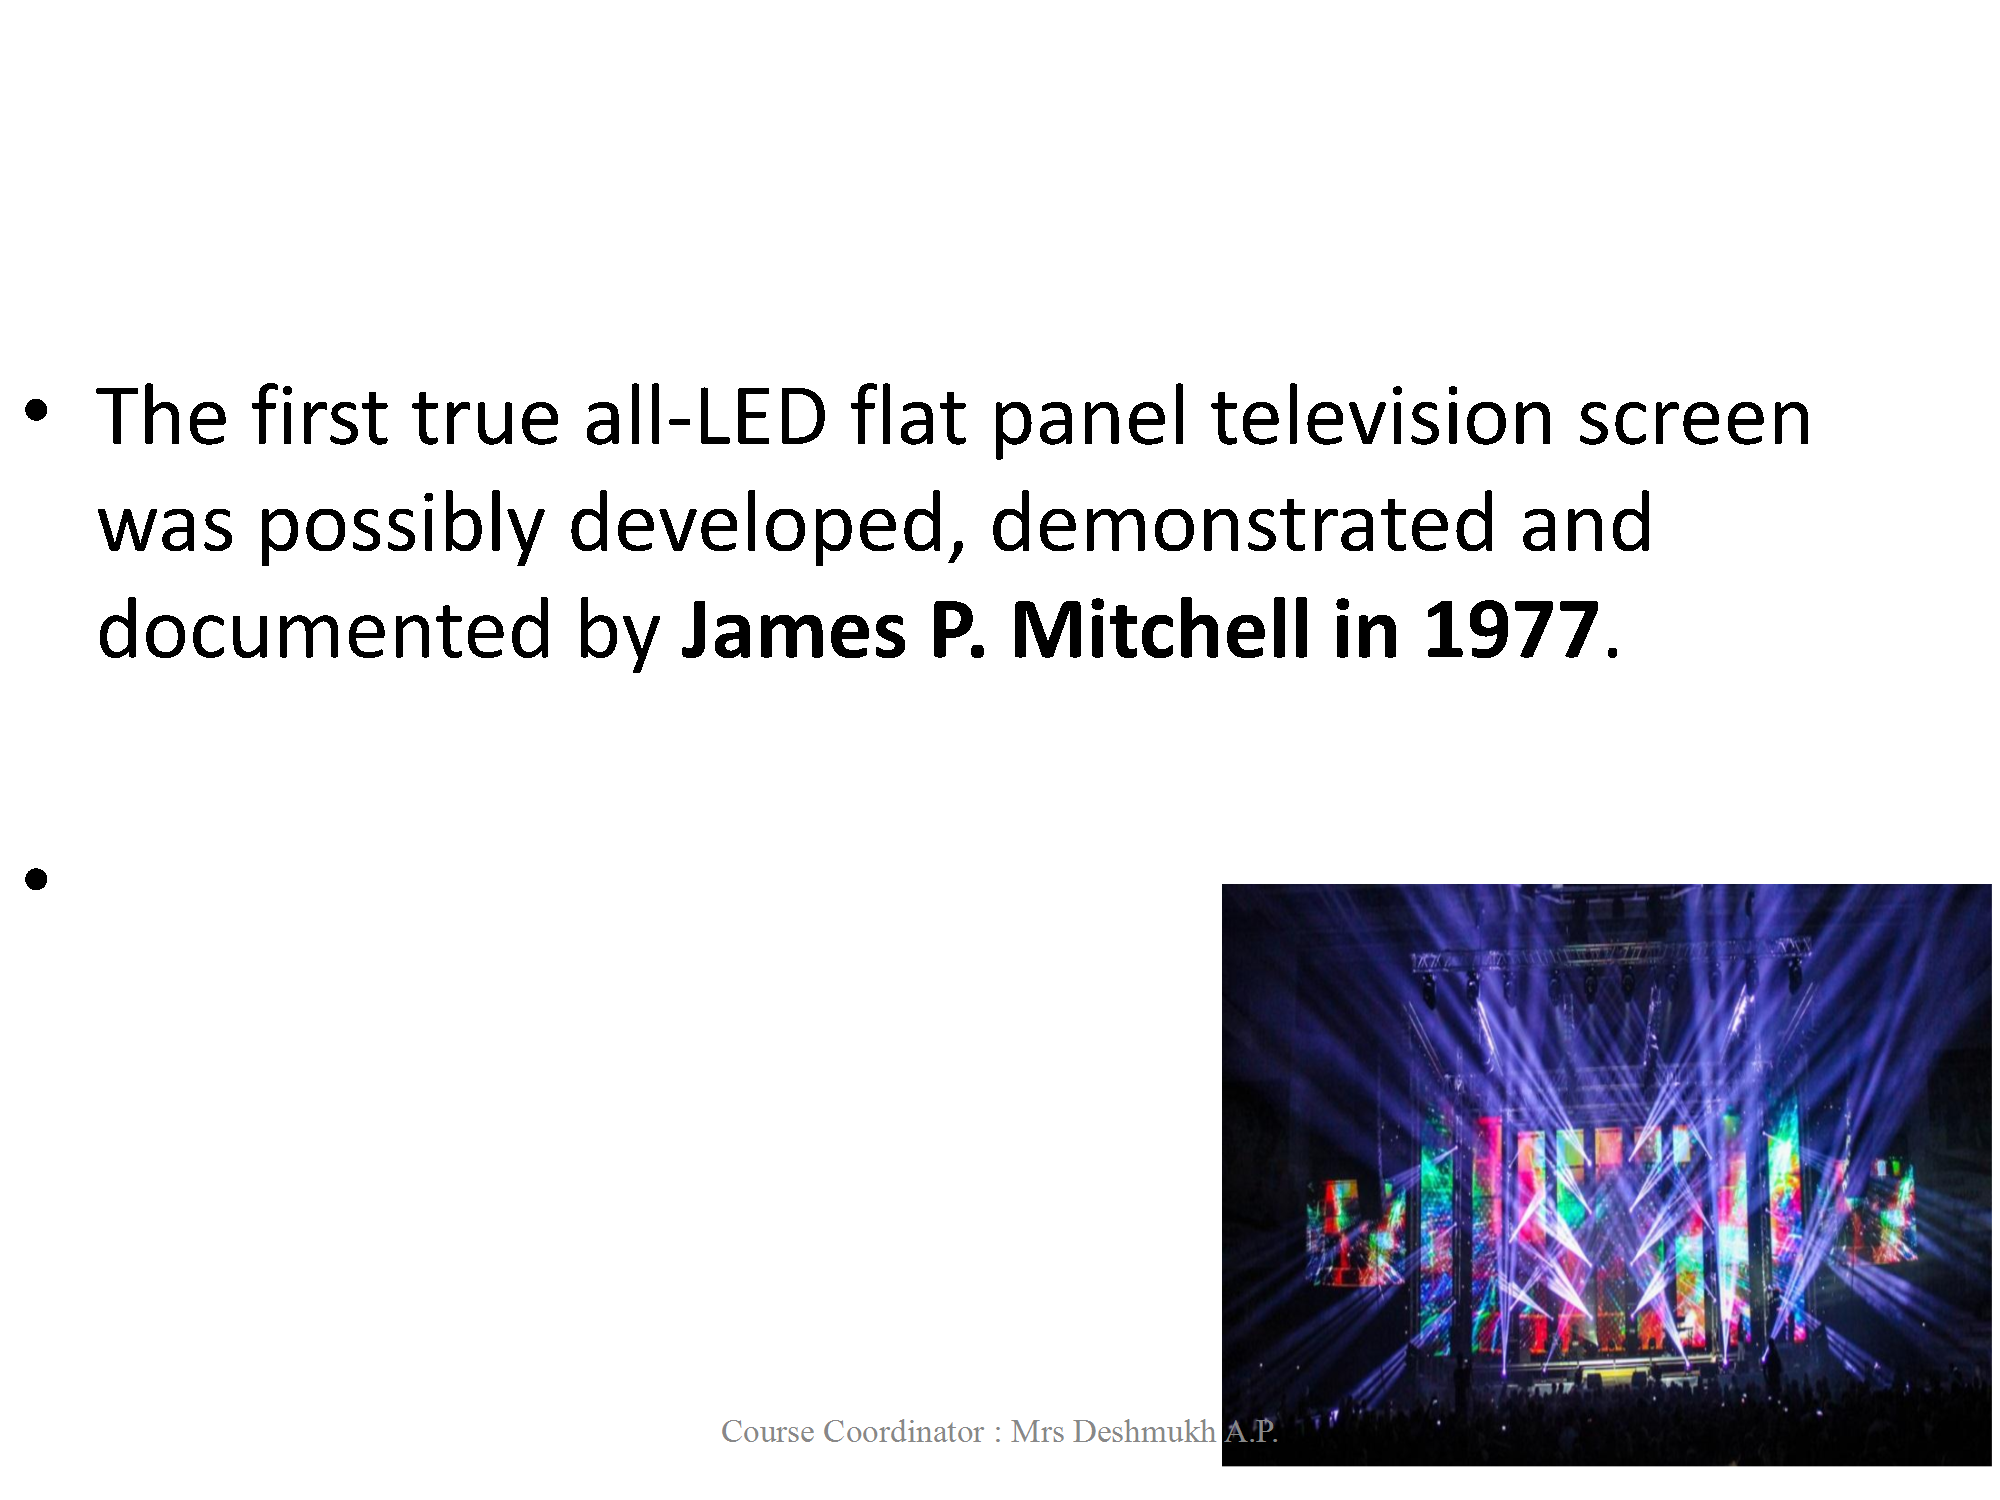 • The first true all-LED flat panel television screen
was possibly developed, demonstrated and
documented by James P. Mitchell in 1977.
•
Course Coordinator : Mrs Deshmukh A.P.